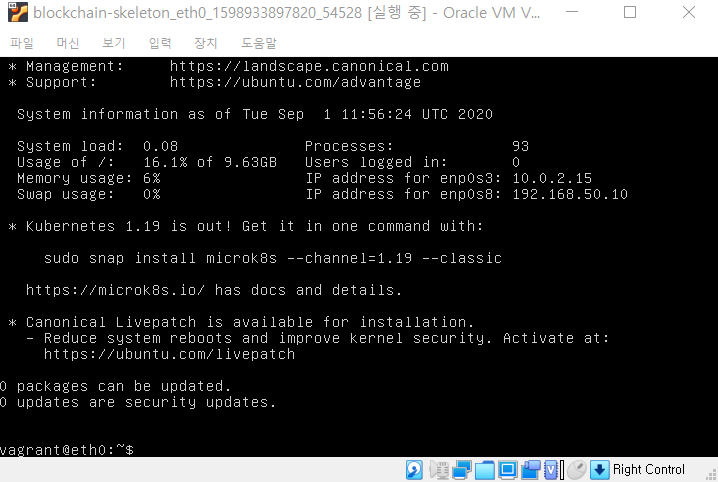 blockchain-skeleton_eth0_1598933897820_54528 [실행 중] - Oracle VM V...
파일 머신 보기 입력 장치 도움말
* Management:     https://landscape.canonical.com
* Support:        https://ubuntu.com/advantage
System information as of Tue Sep  1 11:56:24 UTC 2020
System load:  0.08              Processes:             93
Usage of /:   16.1% of 9.63GB   Users logged in:       0
Memory usage: 6%                IP address for enp0s3: 10.0.2.15
Swap usage:   0%                IP address for enp0s8: 192.168.50.10
* Kubernetes 1.19 is out! Get it in one command with:
sudo snap install microk8s --channel=1.19 --classic
https://microk8s.io/ has docs and details.
* Canonical Livepatch is available for installation.
- Reduce system reboots and improve kernel security. Activate at:
https://ubuntu.com/livepatch
0 packages can be updated.
0 updates are security updates.
vagrant@eth0:~$
Right Control